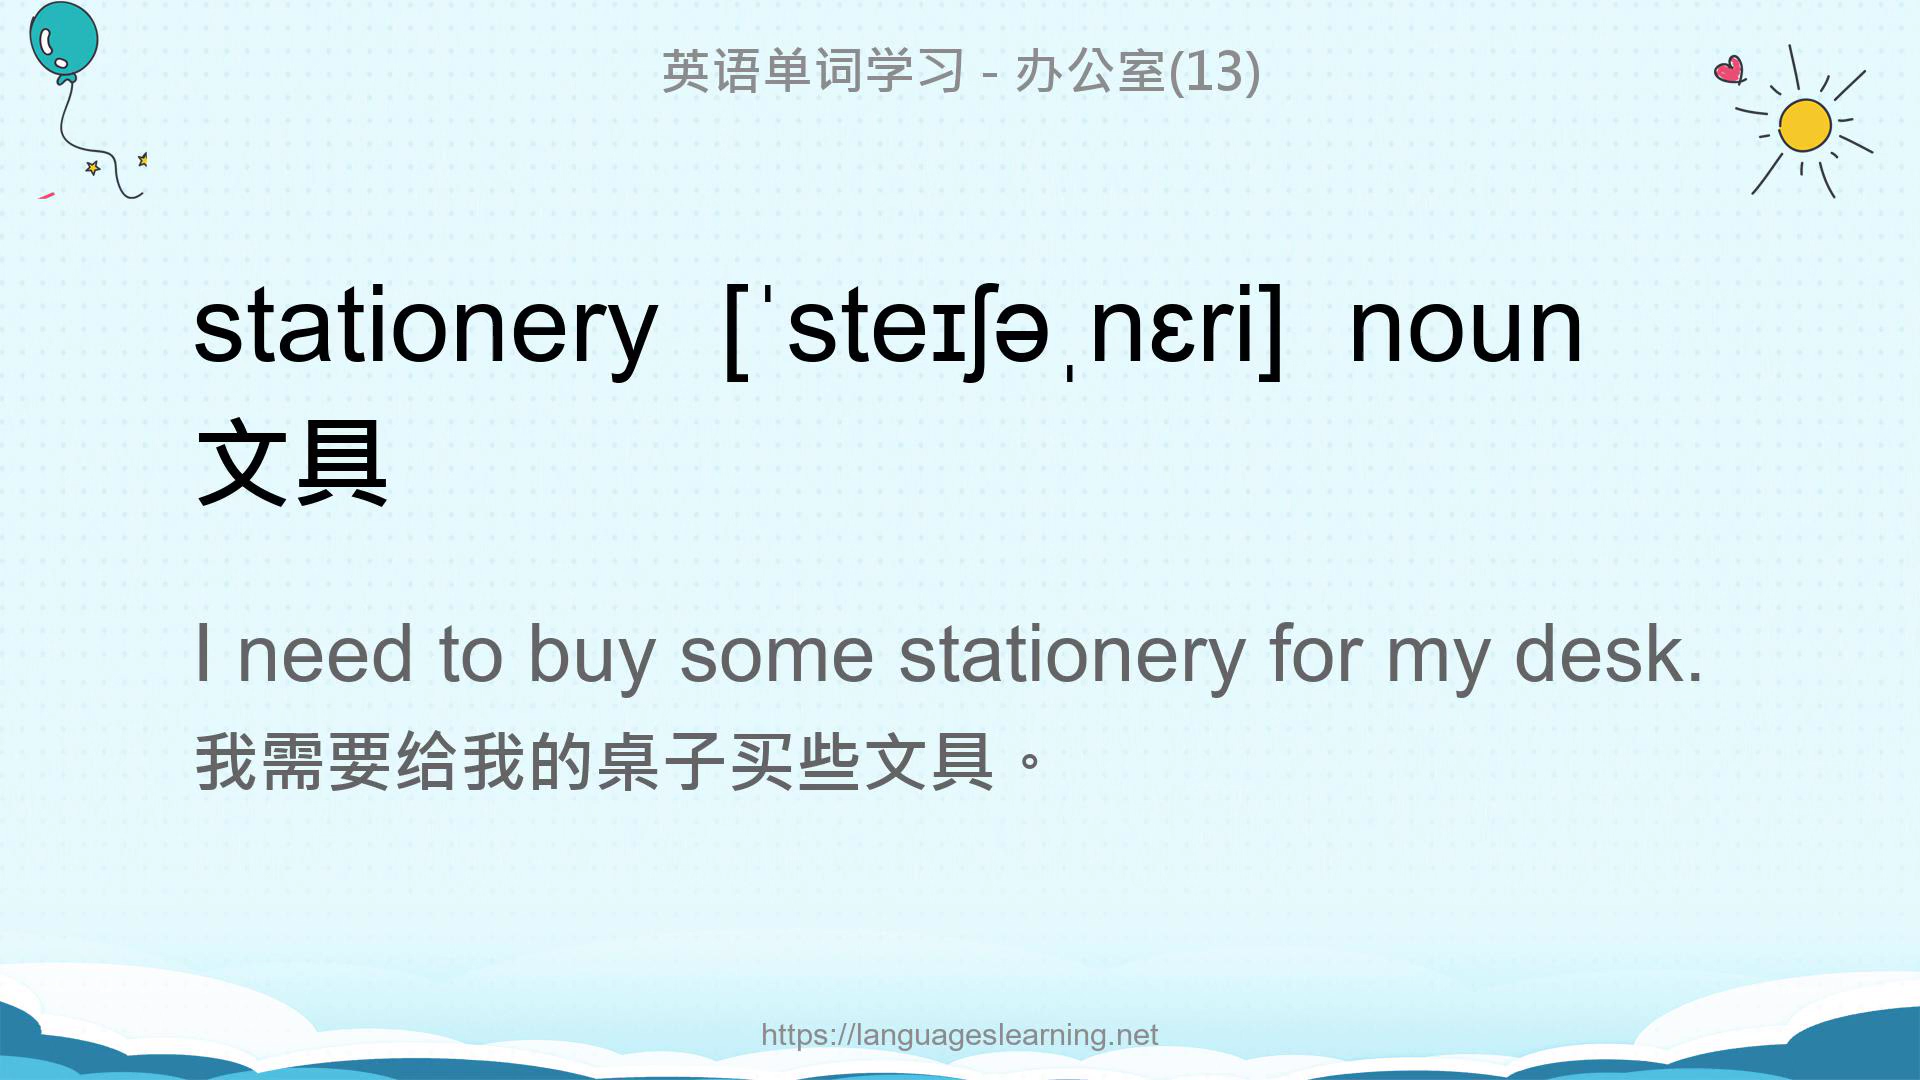 英语单词学习 - 办公室(13)
stationery [ˈsteɪʃəˌnɛri] noun
文具
I need to buy some stationery for my desk.
我需要给我的桌子买些文具。
https://languageslearning.net